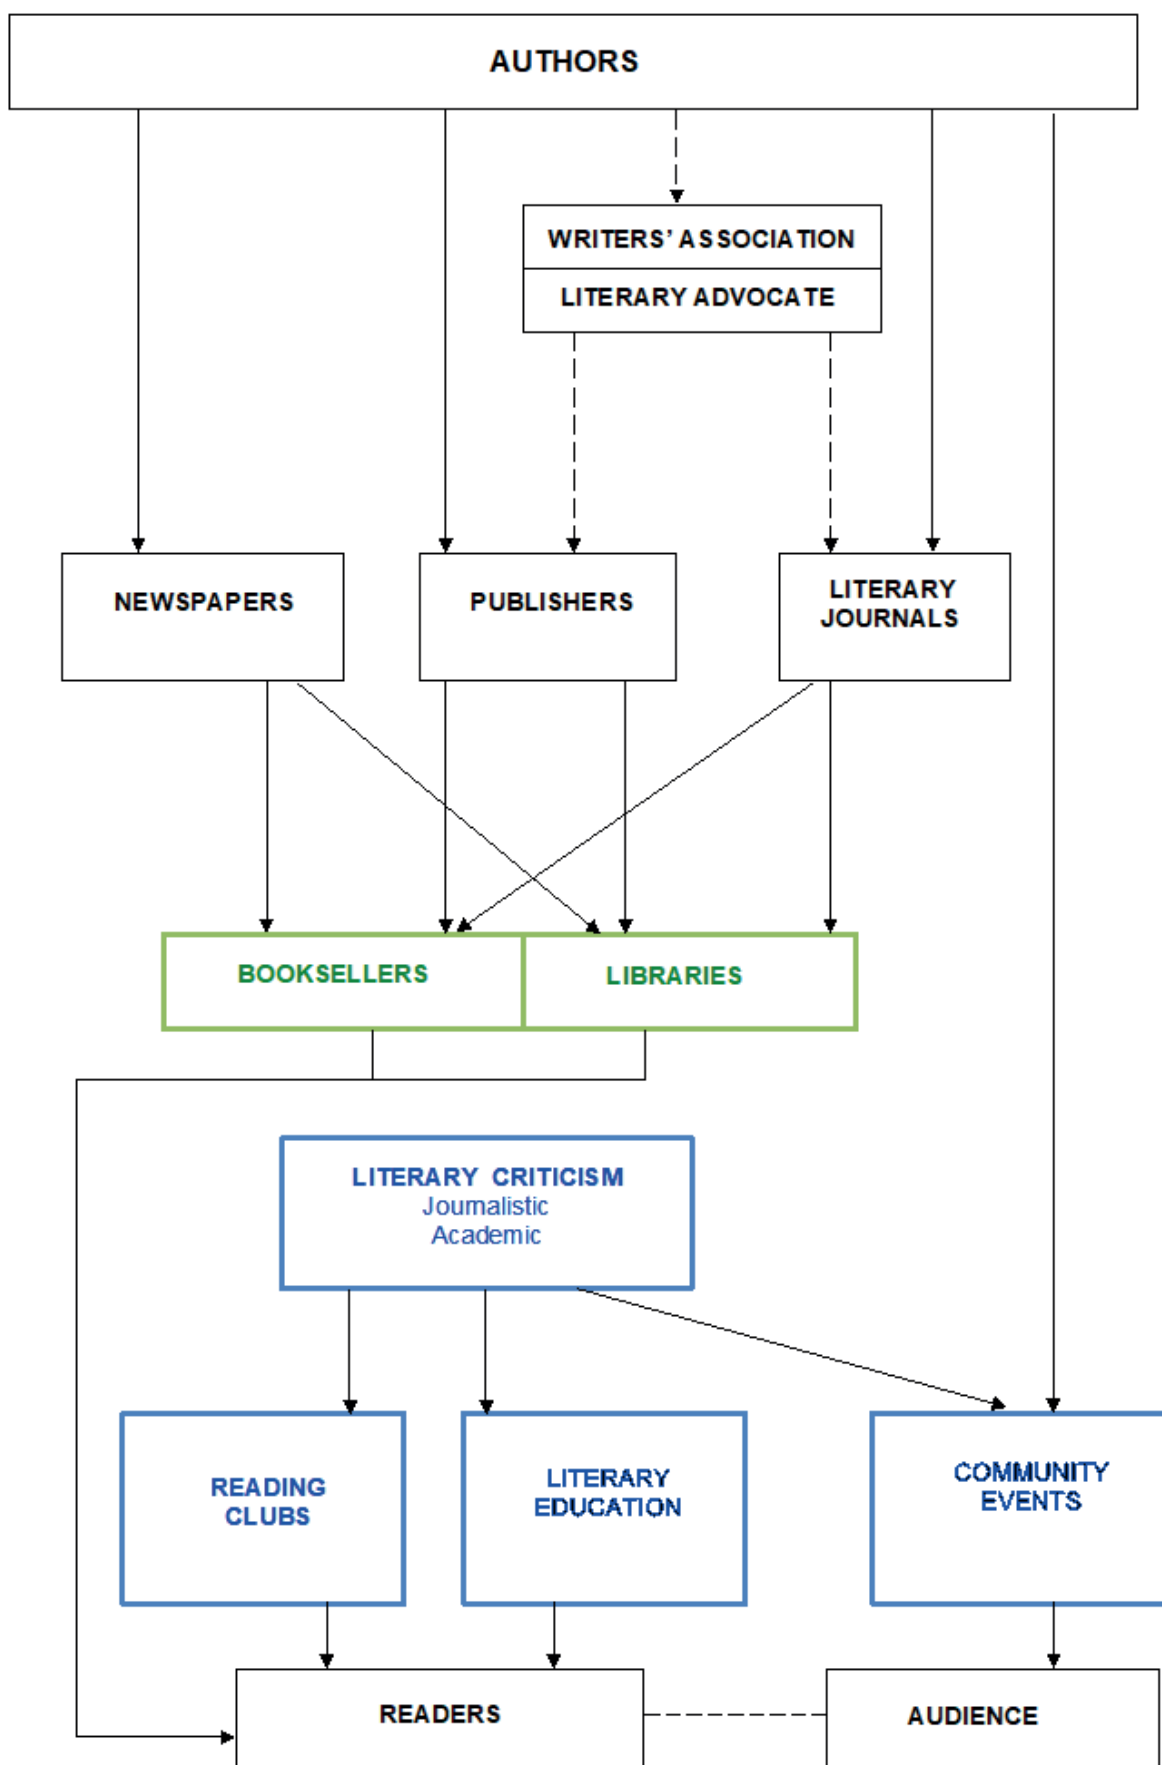 AUTHORS
WRITERS’ ASSOCIATION
LITERARY ADVOCATE
NEWSPAPERS
PUBLISHERS
LITERARY
JOURNALS
BOOKSELLERS
LIBRARIES
LITERARY CRITICISM
Journalistic
Academic
READING
CLUBS
LITERARY
EDUCATION
COMMUNITY
EVENTS
READERS
AUDIENCE